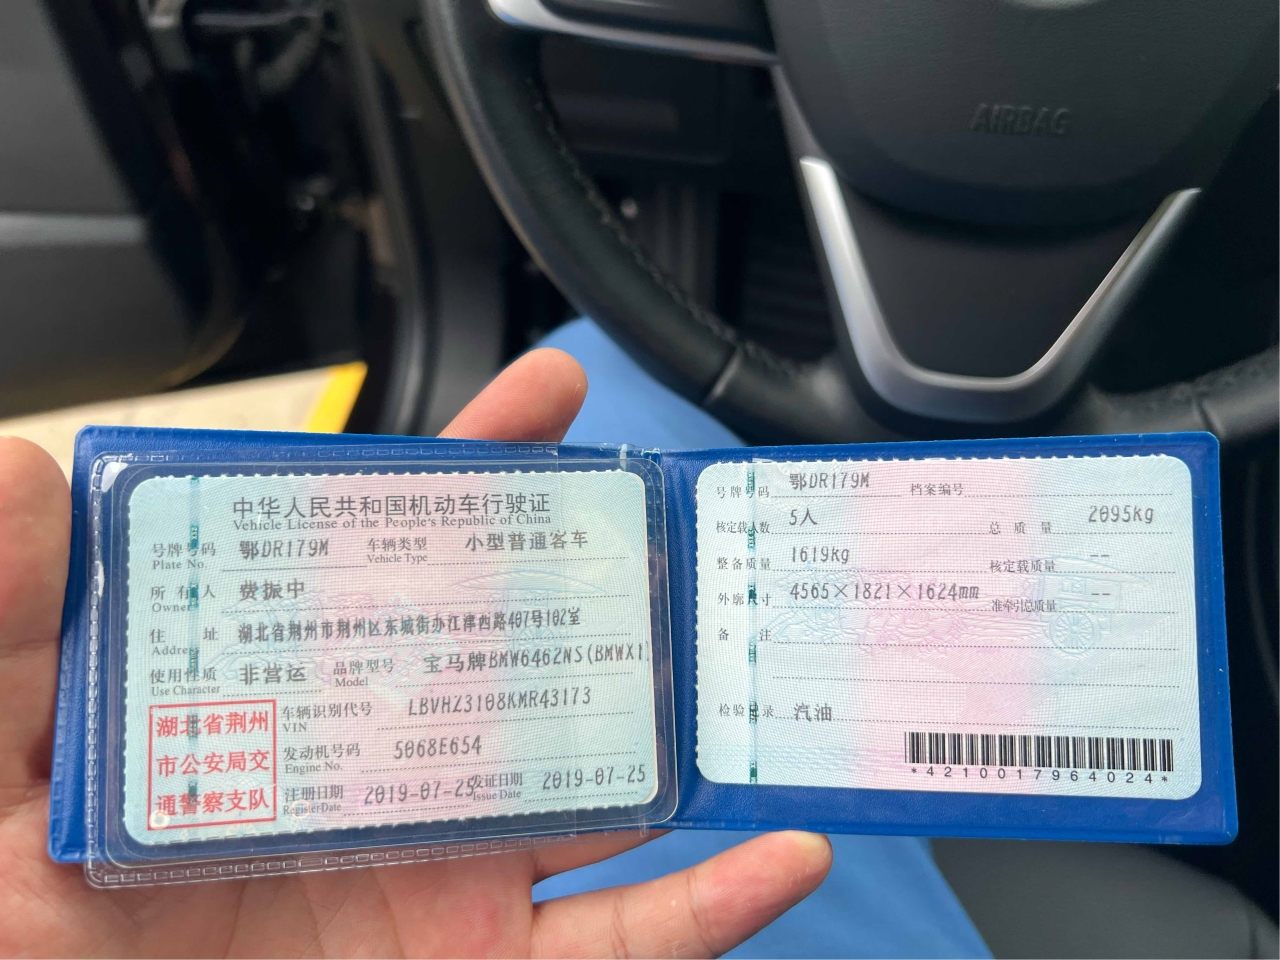 AIRBAG
中华人民共和国机动车行驶证
Vehicle License of the People's Republic of China
号牌号码 鄂DR179M 车辆类型 小型普通客车
Plate No. Vehicle Type
所有人 费振中
Owner
住址 湖北省荆州市荆州区东城街办江津西路407号102室
Address
使用性质 非营运 品牌型号 宝马牌BMW6462NS(BMWX1)
Use Character Model
湖北省荆州
市公安局交
通警察支队
车辆识别代号 LBVHZ3108KMR43173
VIN
发动机号码 5068E654
Engine No.
注册日期 2019-07-25 发证日期 2019-07-25
Register Date Issue Date
号牌号码 鄂DR179M 档案编号
核定载人数 5人 总质量 2095kg
整备质量 1619kg 核定载质量 --
外廓尺寸 4565×1821×1624mm 准牵引总质量 --
备注
检验记录 汽油
*4210017964024*